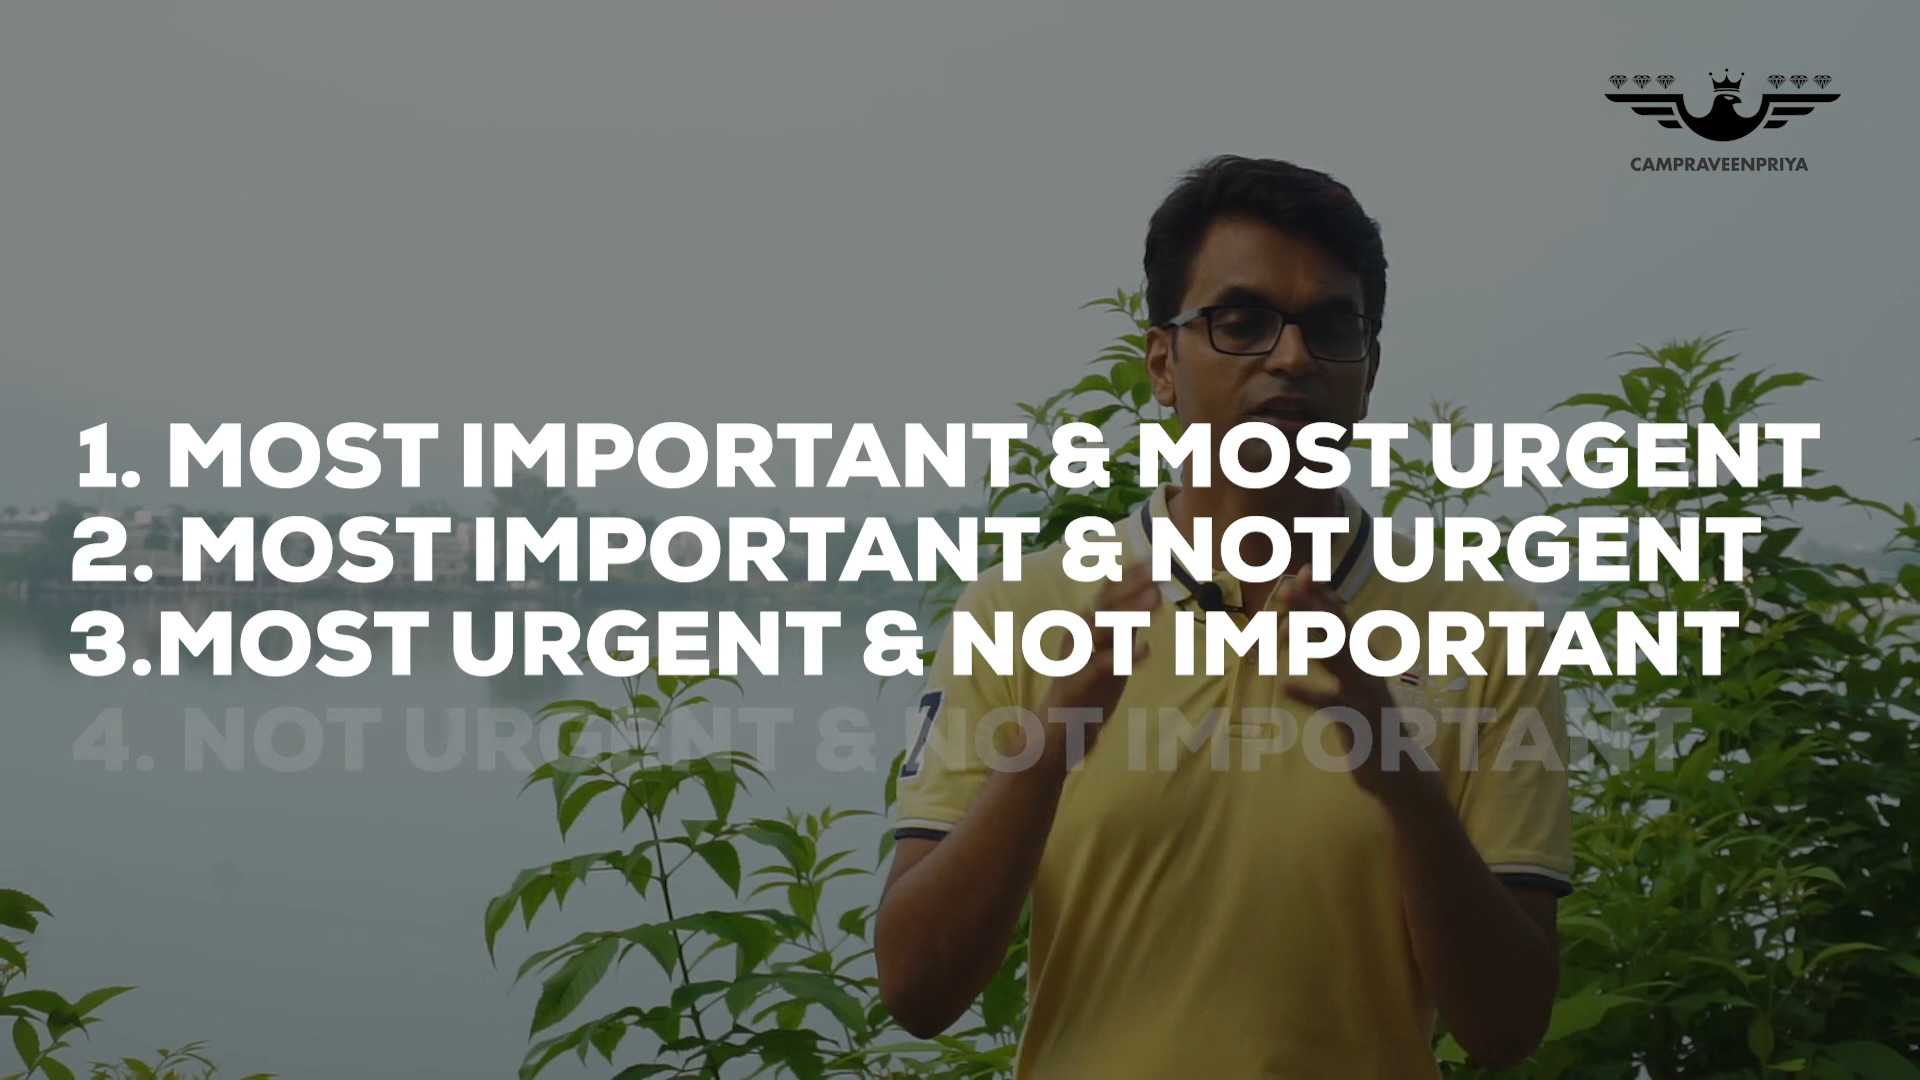 CAMPRAVEENPRIYA
1. MOST IMPORTANT & MOST URGENT
2. MOST IMPORTANT & NOT URGENT
3.MOST URGENT & NOT IMPORTANT
4. NOT URGENT & NOT IMPORTANT
7